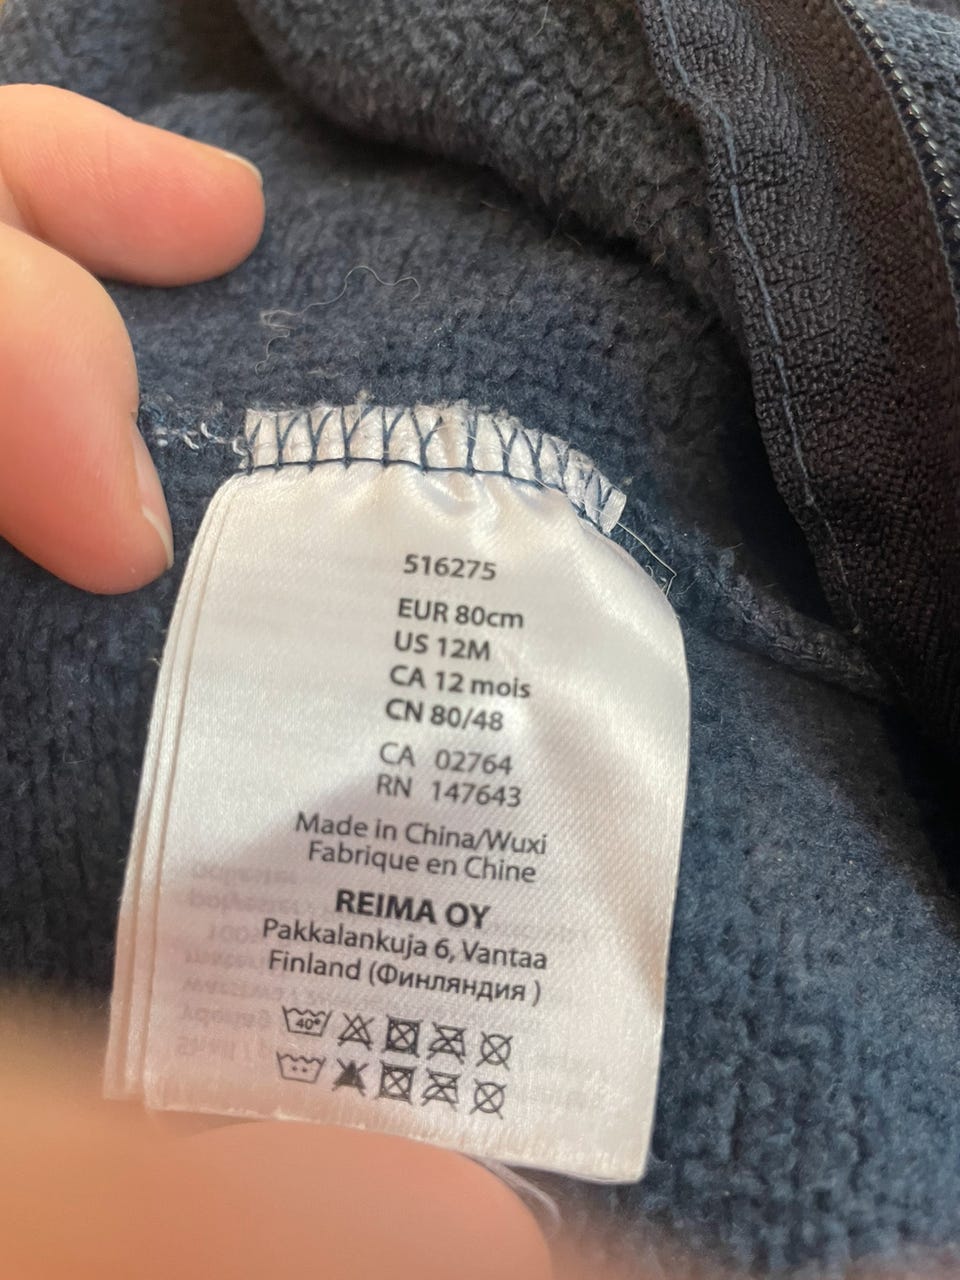 516275
EUR 80cm
US 12M
CA 12 mois
CN 80/48
CA 02764
RN 147643
Made in China/Wuxi
Fabrique en Chine
REIMA OY
Pakkalankuja 6, Vantaa
Finland (Финляндия )
40°